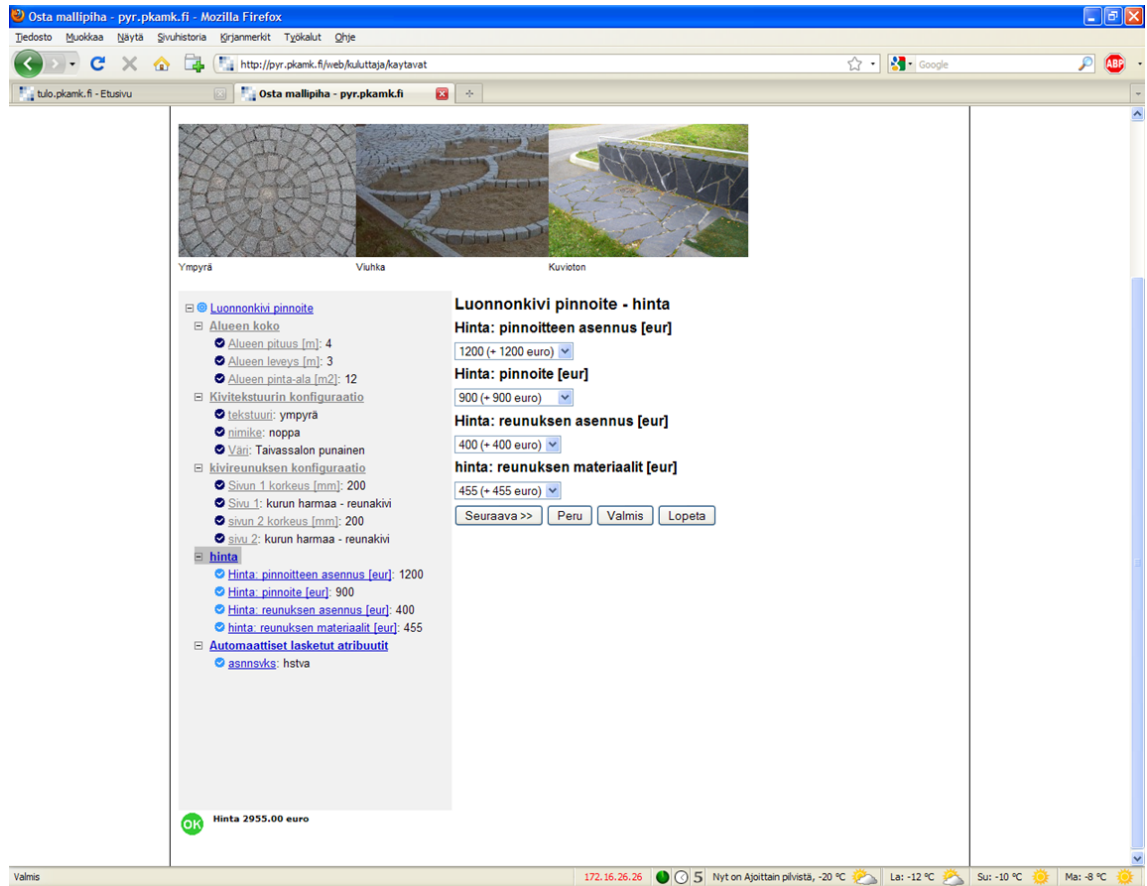 Osta mallipiha - pyr.pkamk.fi - Mozilla Firefox
Tiedosto Muokkaa Näytä Sivuhistoria Kirjanmerkit Työkalut Ohje
http://pyr.pkamk.fi/web/kuluttaja/kaytavat
Google
ABP
tulo.pkamk.fi - Etusivu
Osta mallipiha - pyr.pkamk.fi
Ympyrä
Viuhka
Kuvioton
Luonnonkivi pinnoite
Alueen koko
Alueen pituus [m]: 4
Alueen leveys [m]: 3
Alueen pinta-ala [m2]: 12
Kivitekstuurin konfiguraatio
tekstuuri: ympyrä
nimike: noppa
Väri: Taivassalon punainen
kivireunuksen konfiguraatio
Sivun 1 korkeus [mm]: 200
Sivu 1: kurun harmaa - reunakivi
sivun 2 korkeus [mm]: 200
sivu 2: kurun harmaa - reunakivi
hinta
Hinta: pinnoitteen asennus [eur]: 1200
Hinta: pinnoite [eur]: 900
Hinta: reunuksen asennus [eur]: 400
hinta: reunuksen materiaalit [eur]: 455
Automaattiset lasketut atribuutit
asnnsvks: hstva
Luonnonkivi pinnoite - hinta
Hinta: pinnoitteen asennus [eur]
1200 (+ 1200 euro)
Hinta: pinnoite [eur]
900 (+ 900 euro)
Hinta: reunuksen asennus [eur]
400 (+ 400 euro)
hinta: reunuksen materiaalit [eur]
455 (+ 455 euro)
Seuraava >> Peru Valmis Lopeta
OK Hinta 2955.00 euro
Valmis
172.16.26.26
5
Nyt on Ajoittain pilvistä, -20 °C
La: -12 °C
Su: -10 °C
Ma: -8 °C